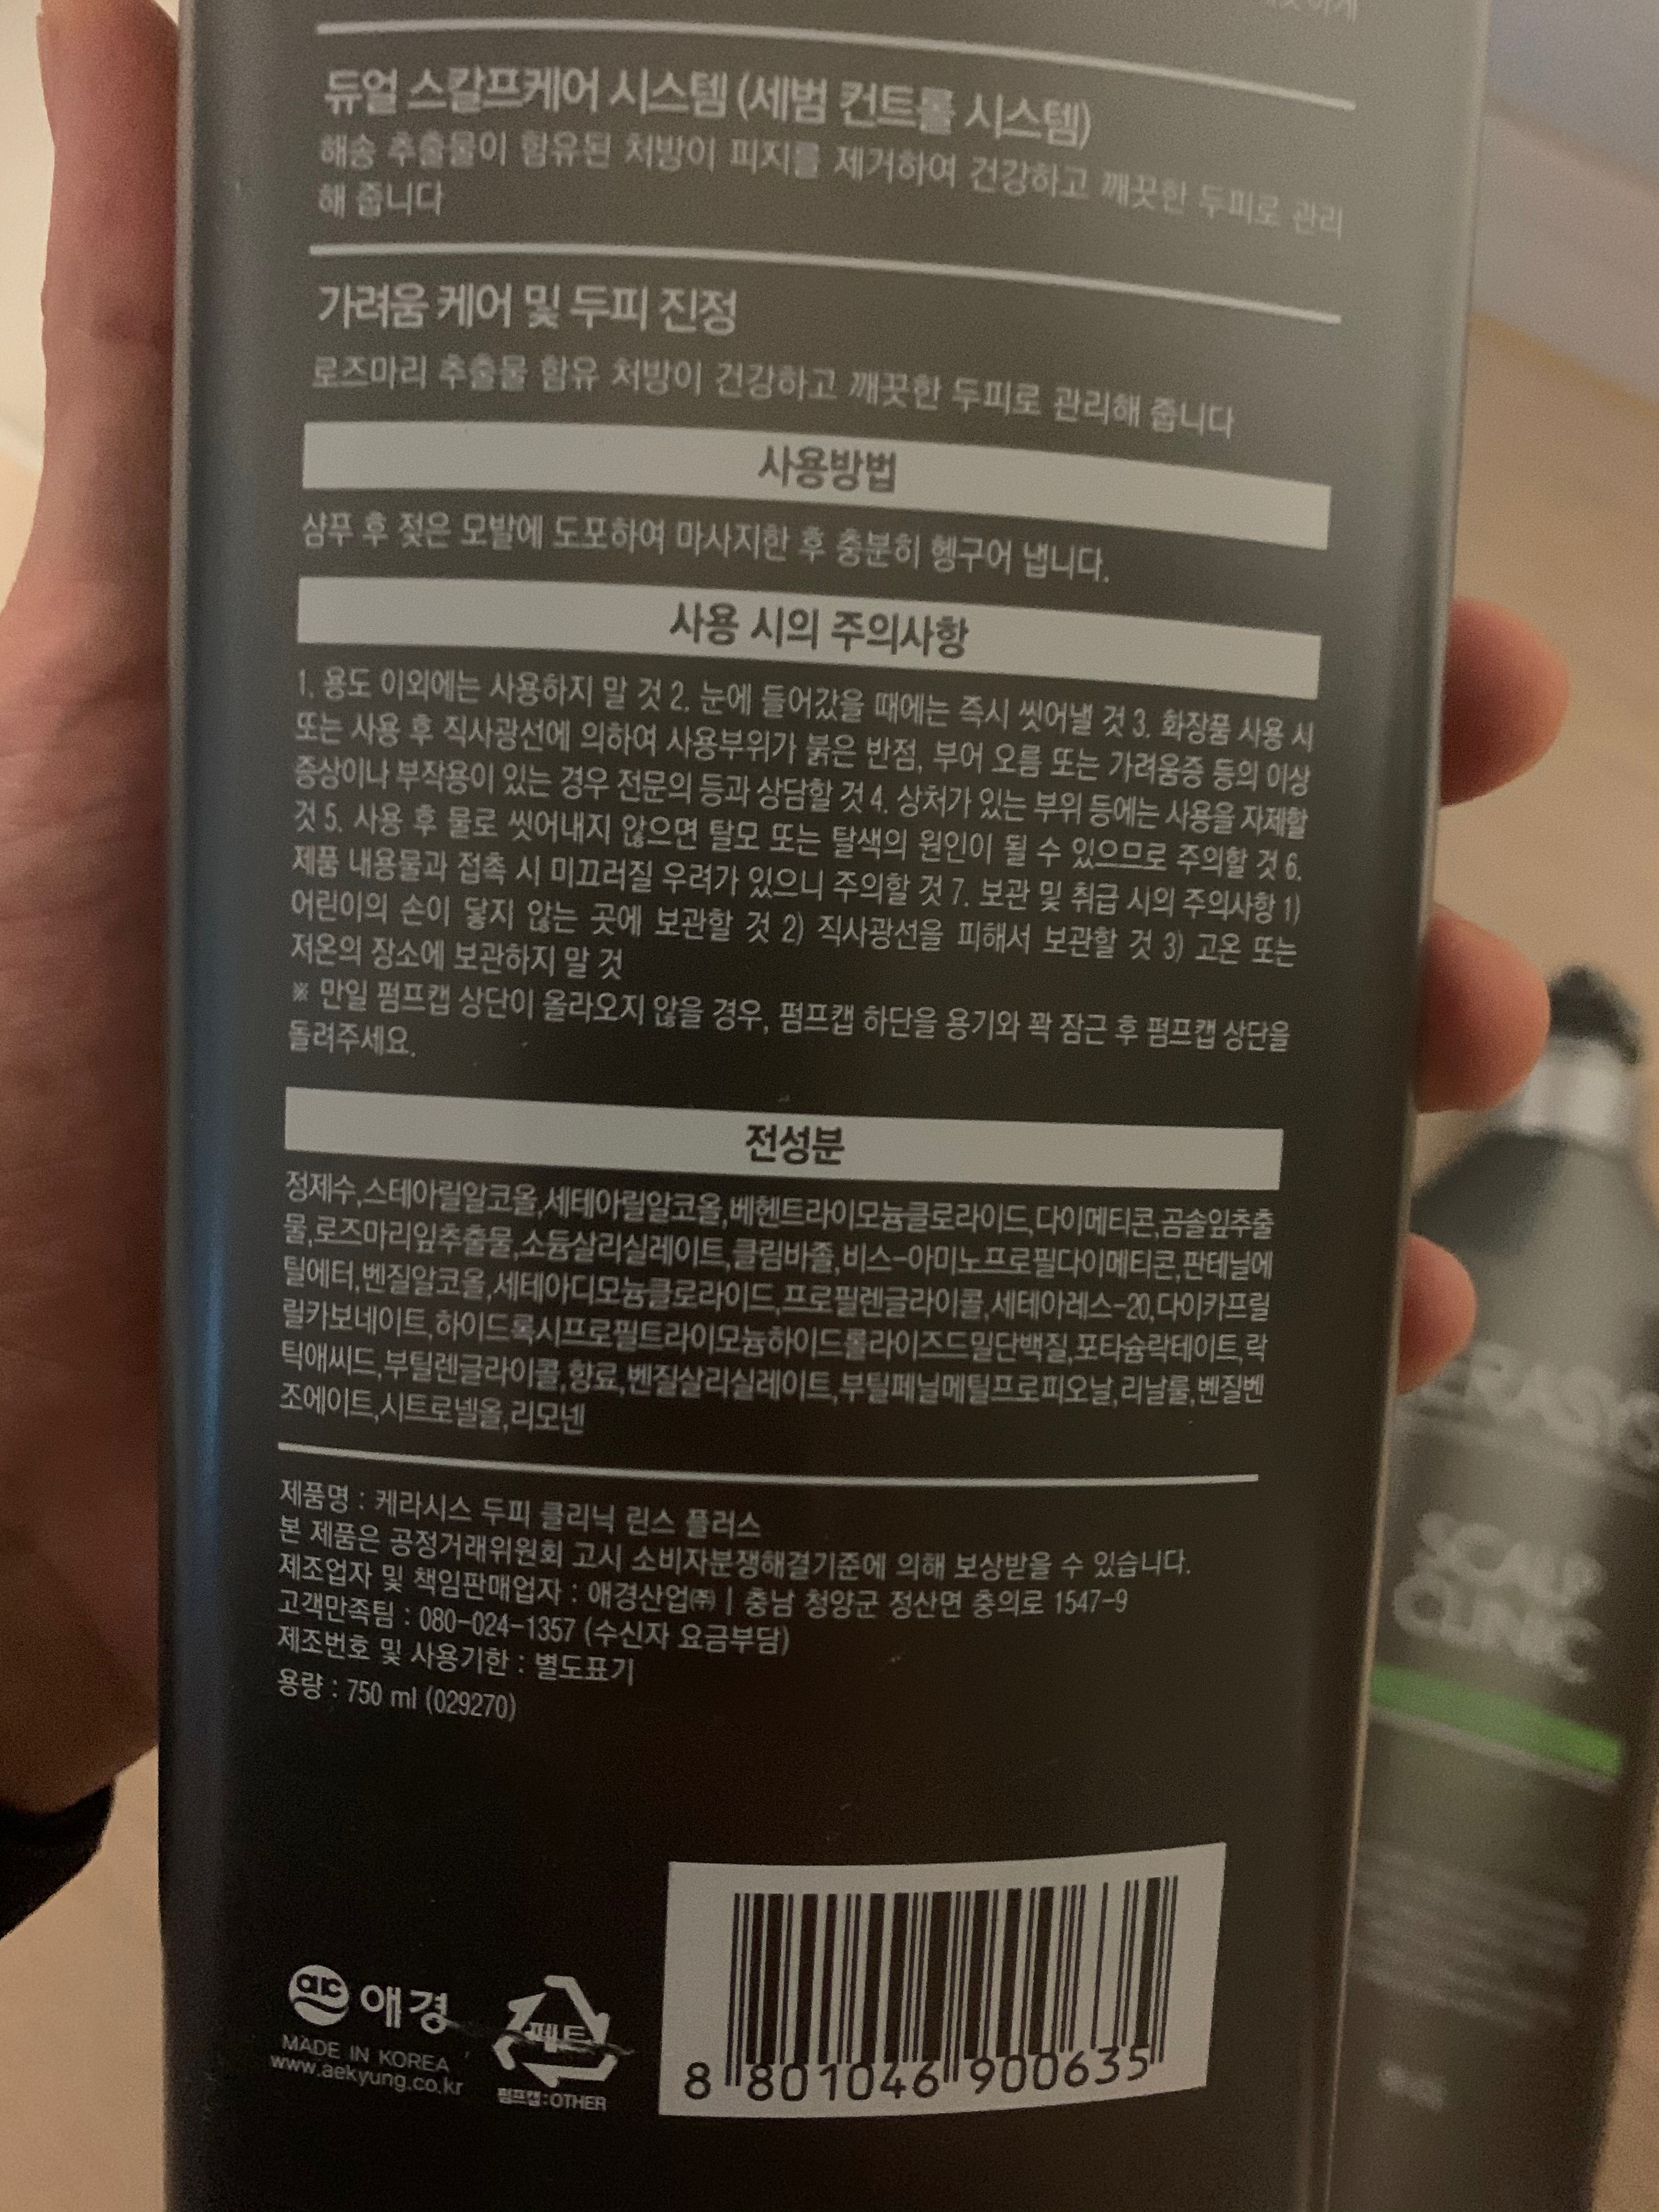 듀얼 스칼프케어 시스템 (세범 컨트롤 시스템)
해송 추출물이 함유된 처방이 피지를 제거하여 건강하고 깨끗한 두피로 관리
해 줍니다
가려움 케어 및 두피 진정
로즈마리 추출물 함유 처방이 건강하고 깨끗한 두피로 관리해 줍니다
사용방법
샴푸 후 젖은 모발에 도포하여 마사지한 후 충분히 헹구어 냅니다.
사용 시의 주의사항
1. 용도 이외에는 사용하지 말 것 2. 눈에 들어갔을 때에는 즉시 씻어낼 것 3. 화장품 사용 시
또는 사용 후 직사광선에 의하여 사용부위가 붉은 반점, 부어 오름 또는 가려움증 등의 이상
증상이나 부작용이 있는 경우 전문의 등과 상담할 것 4. 상처가 있는 부위 등에는 사용을 자제할
것 5. 사용 후 물로 씻어내지 않으면 탈모 또는 탈색의 원인이 될 수 있으므로 주의할 것 6.
제품 내용물과 접촉 시 미끄러질 우려가 있으니 주의할 것 7. 보관 및 취급 시의 주의사항 1)
어린이의 손이 닿지 않는 곳에 보관할 것 2) 직사광선을 피해서 보관할 것 3) 고온 또는
저온의 장소에 보관하지 말 것
※ 만일 펌프캡 상단이 올라오지 않을 경우, 펌프캡 하단을 용기와 꽉 잠근 후 펌프캡 상단을
돌려주세요.
전성분
정제수,스테아릴알코올,세테아릴알코올,베헨트라이모늄클로라이드,다이메티콘,곰솔잎추출
물,로즈마리잎추출물,소듐살리실레이트,클림바졸,비스-아미노프로필다이메티콘,판테닐에
틸에터,벤질알코올,세테아디모늄클로라이드,프로필렌글라이콜,세테아레스-20,다이카프릴
릴카보네이트,하이드록시프로필트라이모늄하이드롤라이즈드밀단백질,포타슘락테이트,락
틱애씨드,부틸렌글라이콜,향료,벤질살리실레이트,부틸페닐메틸프로피오날,리날룰,벤질벤
조에이트,시트로넬올,리모넨
제품명 : 케라시스 두피 클리닉 린스 플러스
본 제품은 공정거래위원회 고시 소비자분쟁해결기준에 의해 보상받을 수 있습니다.
제조업자 및 책임판매업자 : 애경산업㈜ | 충남 청양군 정산면 충의로 1547-9
고객만족팀 : 080-024-1357 (수신자 요금부담)
제조번호 및 사용기한 : 별도표기
용량 : 750 ml (029270)
애경
MADE IN KOREA
www.aekyung.co.kr
페트
펌프캡:OTHER
8 801046 900635
SCALP
CLINIC